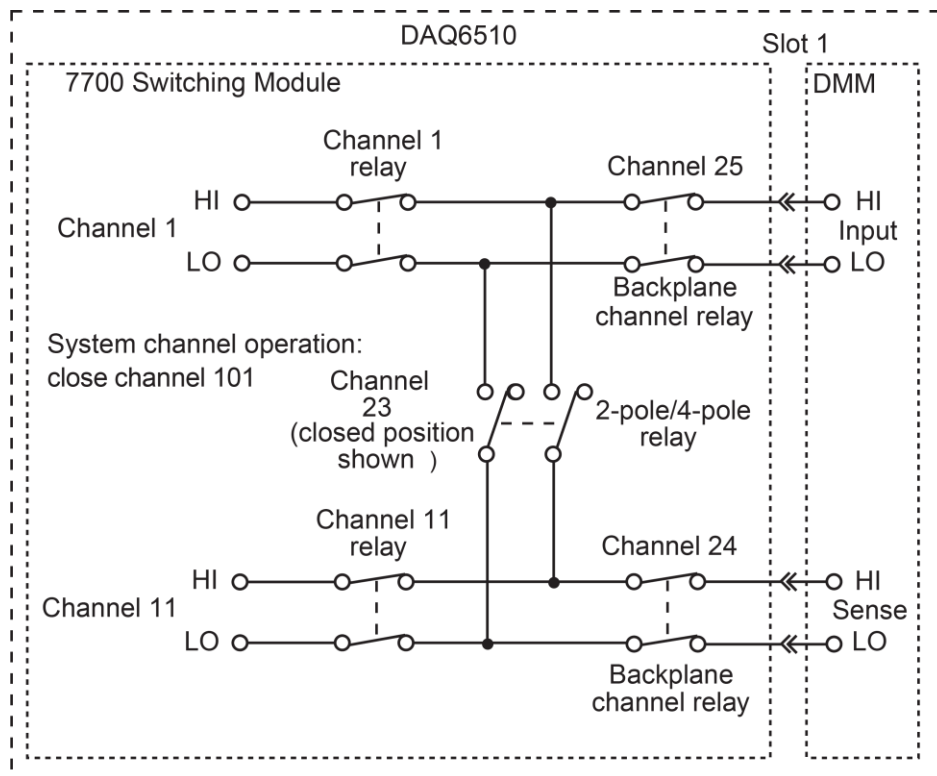 DAQ6510
Slot 1
7700 Switching Module
DMM
Channel 1
relay
Channel 25
HI
HI
Channel 1
Input
LO
LO
Backplane
channel relay
System channel operation:
close channel 101
Channel
23
(closed position
shown )
2-pole/4-pole
relay
Channel 11
relay
Channel 24
HI
HI
Channel 11
Sense
LO
LO
Backplane
channel relay